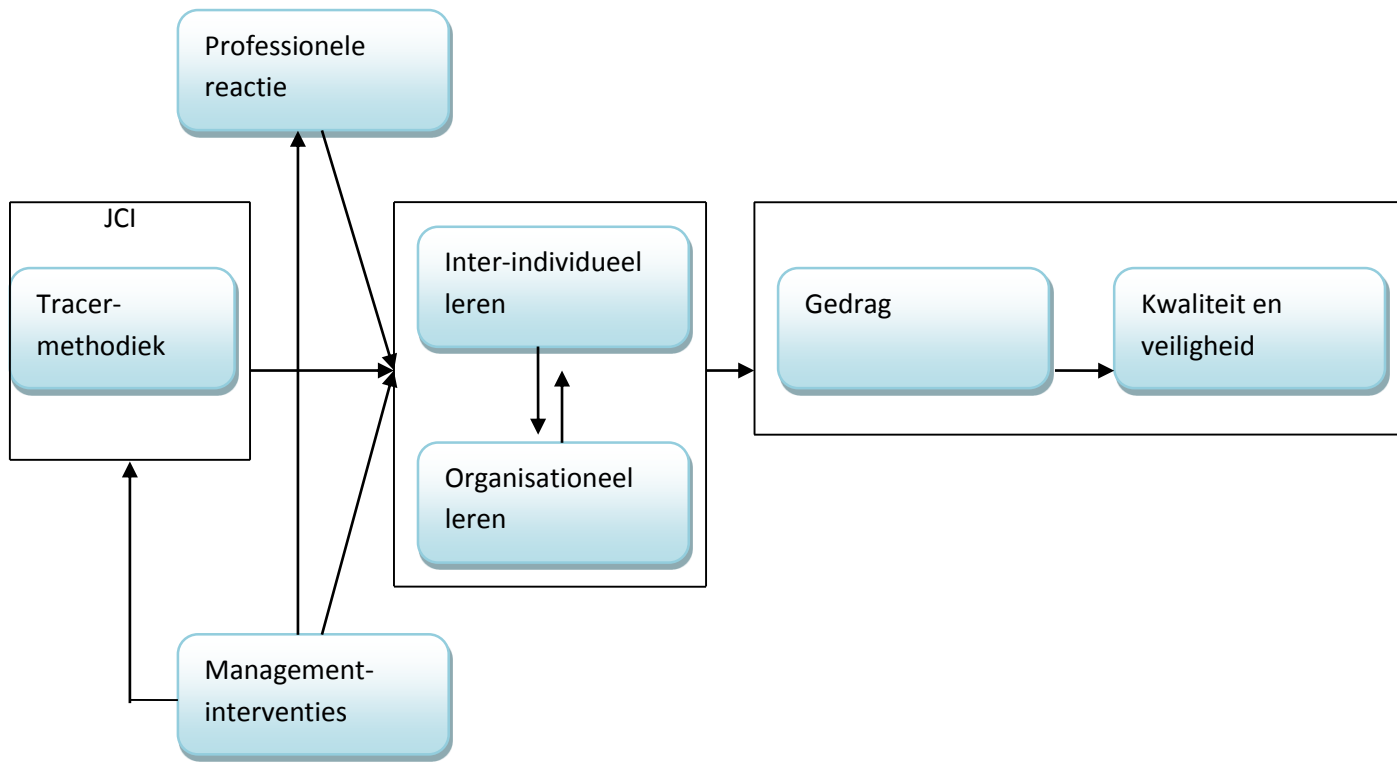 Professionele
reactie
JCI
Tracer-
methodiek
Inter-individueel
leren
Organisationeel
leren
Gedrag
Kwaliteit en
veiligheid
Management-
interventies